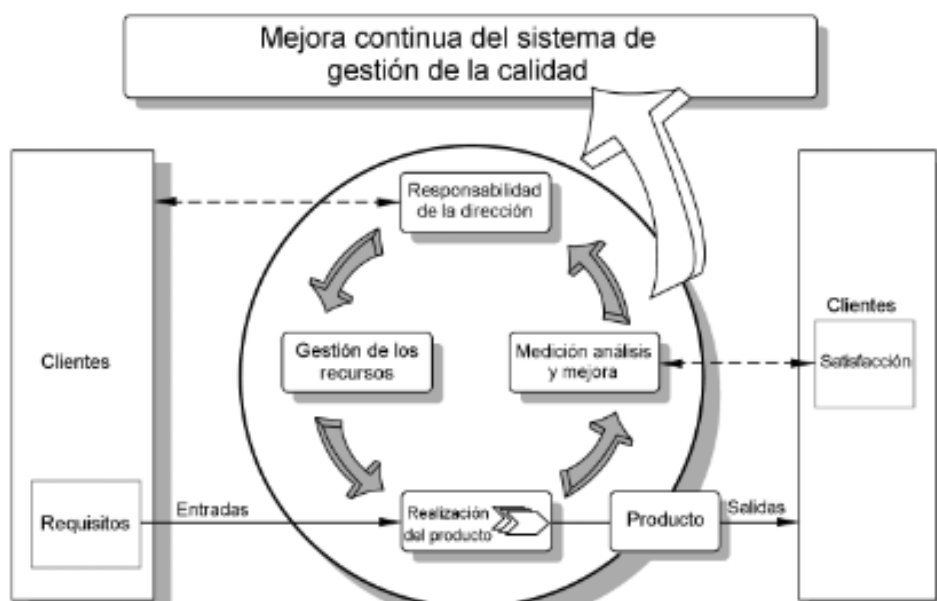 Mejora continua del sistema de
gestión de la calidad
Responsabilidad
de la dirección
Clientes
Gestión de los
recursos
Medición análisis
y mejora
Clientes
Satisfacción
Requisitos
Entradas
Realización
del producto
Producto
Salidas